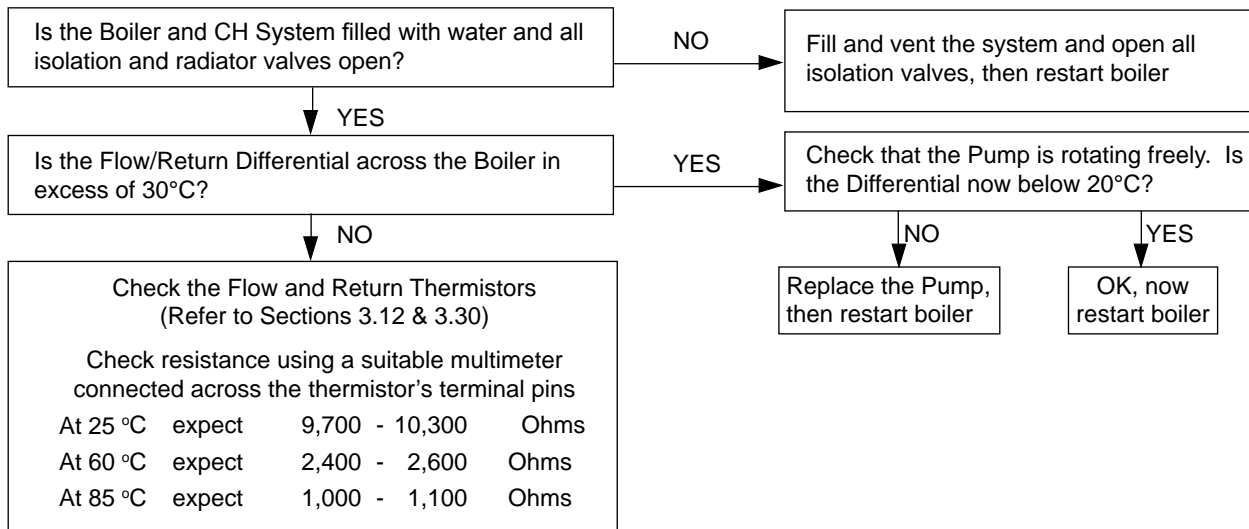 Is the Boiler and CH System filled with water and all
isolation and radiator valves open?
NO
Fill and vent the system and open all
isolation valves, then restart boiler
YES
Is the Flow/Return Differential across the Boiler in
excess of 30°C?
YES
Check that the Pump is rotating freely.  Is
the Differential now below 20°C?
NO
NO
YES
Check the Flow and Return Thermistors
(Refer to Sections 3.12 & 3.30)
Check resistance using a suitable multimeter
connected across the thermistor's terminal pins
At 25 °C expect 9,700 - 10,300 Ohms
At 60 °C expect 2,400 - 2,600 Ohms
At 85 °C expect 1,000 - 1,100 Ohms
Replace the Pump,
then restart boiler
OK, now
restart boiler